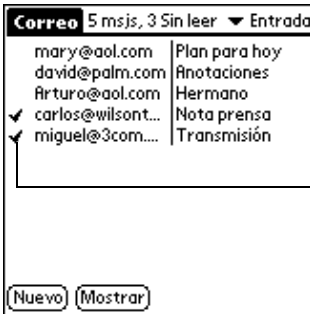 Correo 5 msjs, 3 Sin leer Entrada
mary@aol.com Plan para hoy
david@palm.com Anotaciones
Arturo@aol.com Hermano
carlos@wilsont... Nota prensa
miguel@3com.... Transmisión
Nuevo Mostrar